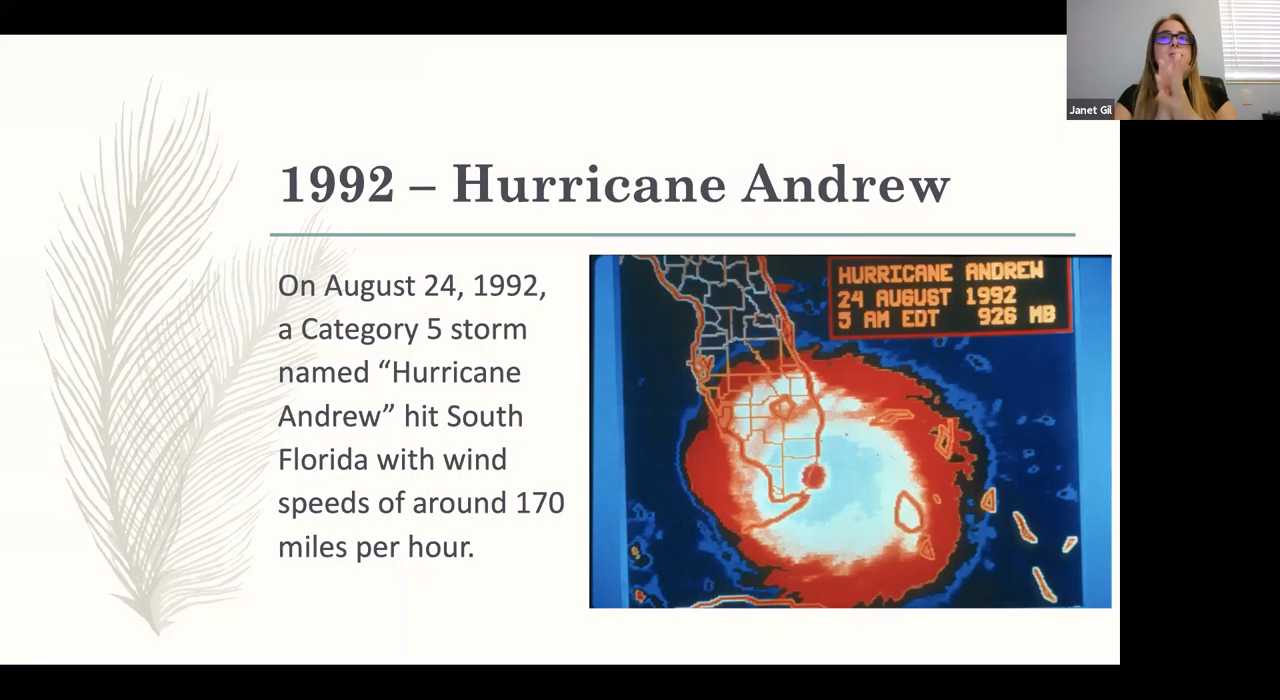 Janet Gil
1992 – Hurricane Andrew
On August 24, 1992,
a Category 5 storm
named “Hurricane
Andrew” hit South
Florida with wind
speeds of around 170
miles per hour.
HURRICANE ANDREW
24 AUGUST 1992
5 AM EDT 926 MB